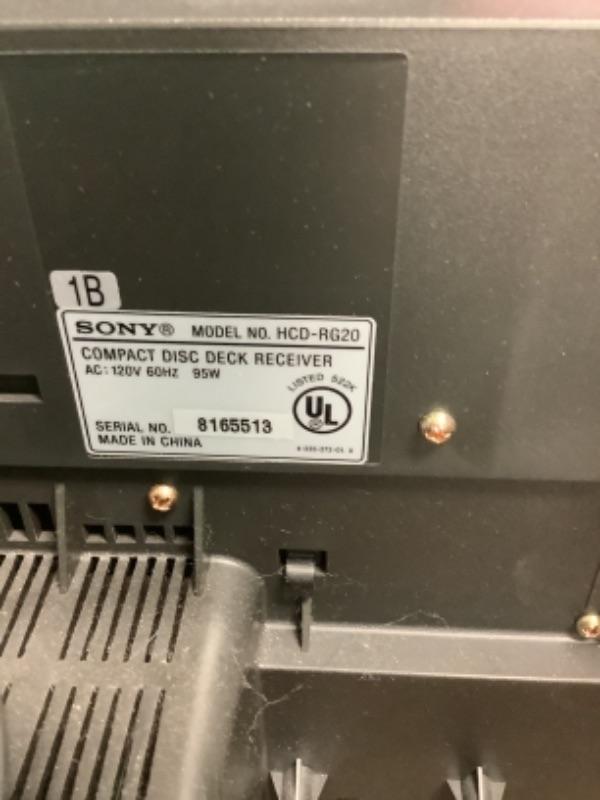 1B
SONY® MODEL NO. HCD-RG20
COMPACT DISC DECK RECEIVER
AC: 120V 60HZ 95W
LISTED 522K
UL
SERIAL NO. 8165513
MADE IN CHINA